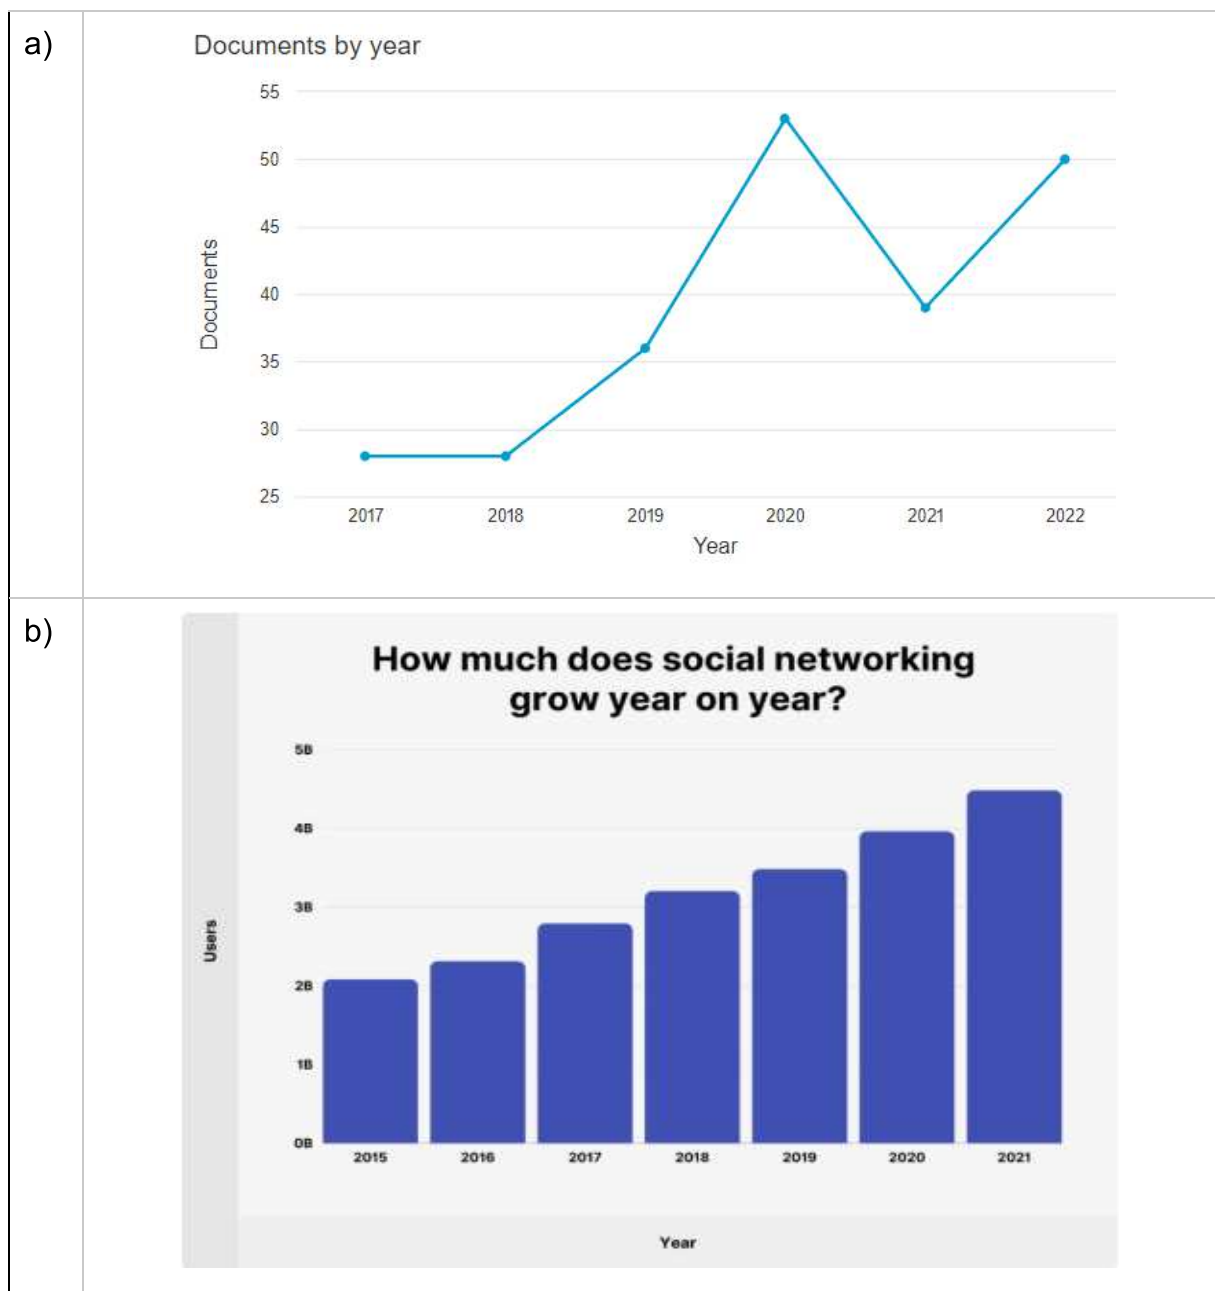 a)
Documents by year
55
50
45
40
35
30
25
Documents
2017 2018 2019 2020 2021 2022
Year
b)
How much does social networking
grow year on year?
5B
4B
3B
2B
1B
0B
Users
2015 2016 2017 2018 2019 2020 2021
Year